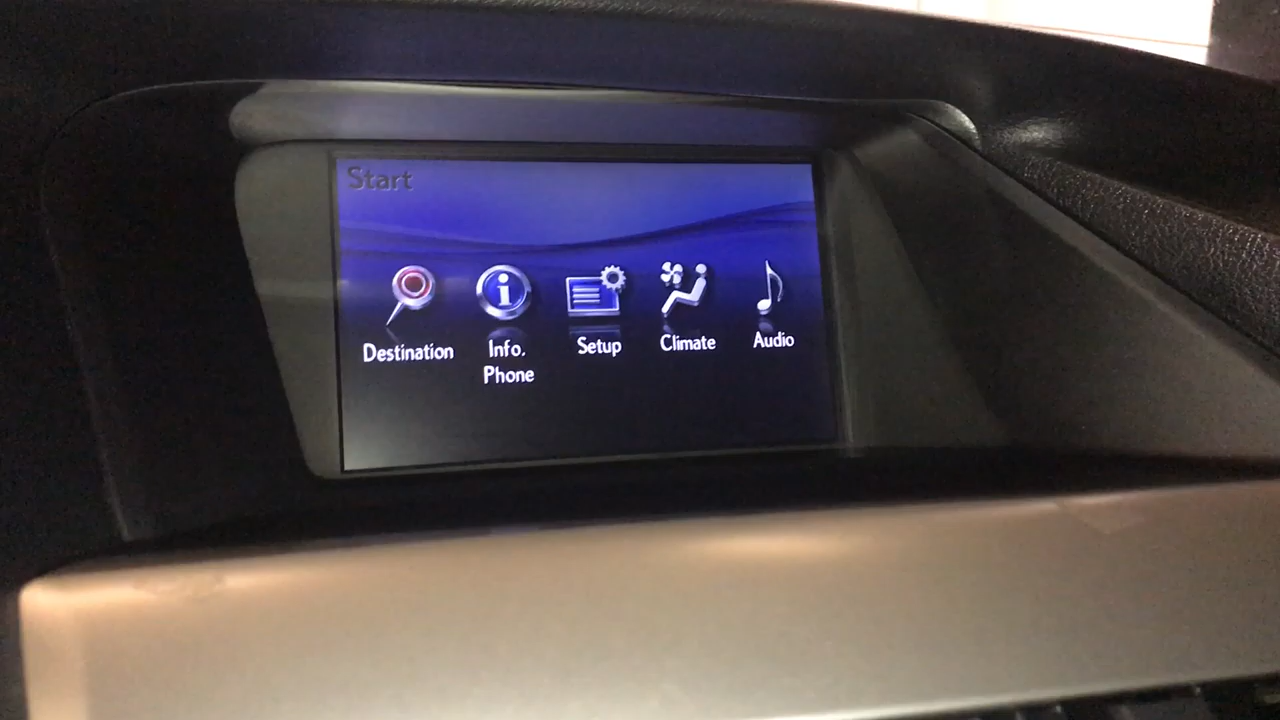 Start
Destination
Info.
Phone
Setup
Climate
Audio